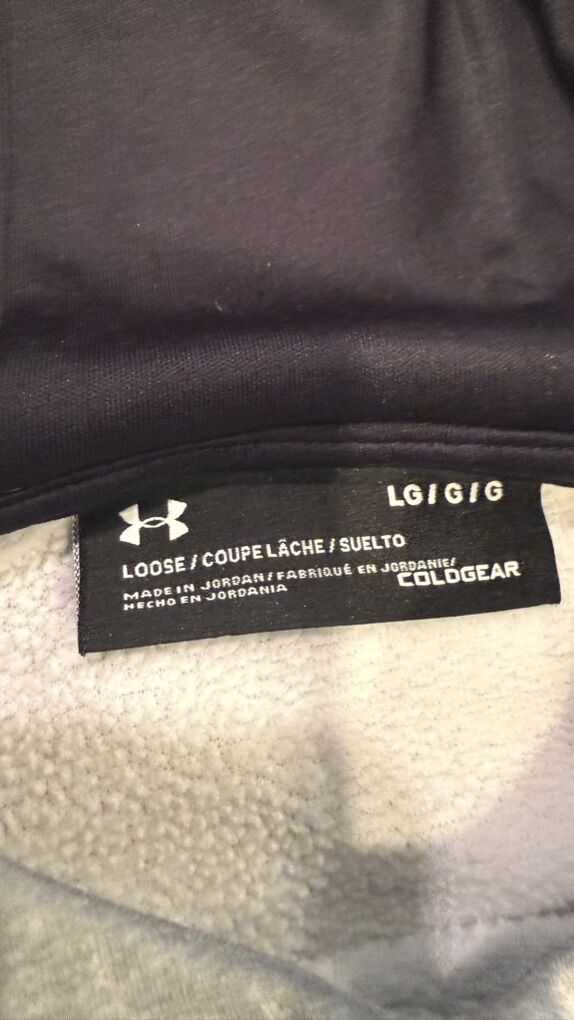 LG/G/G
LOOSE / COUPE LÂCHE / SUELTO
MADE IN JORDAN / FABRIQUÉ EN JORDANIE/
HECHO EN JORDANIA
COLDGEAR